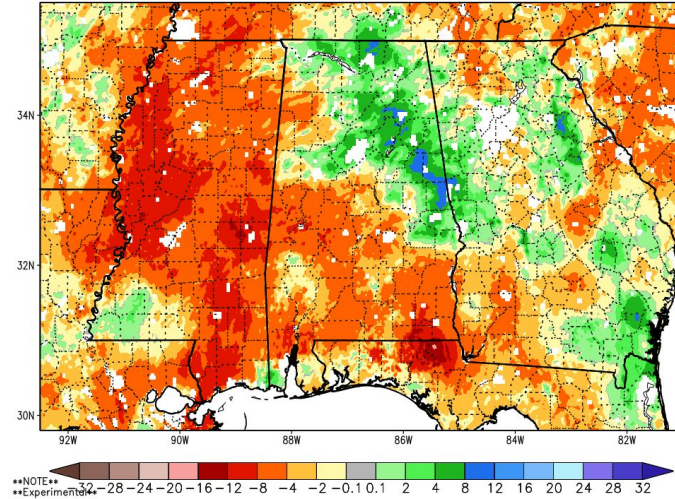 34N
32N
30N
92W 90W 88W 86W 84W 82W
-32 -28 -24 -20 -16 -12 -8 -4 -2 -0.1 0.1 2 4 8 12 16 20 24 28 32
**NOTE**
**Experimental**